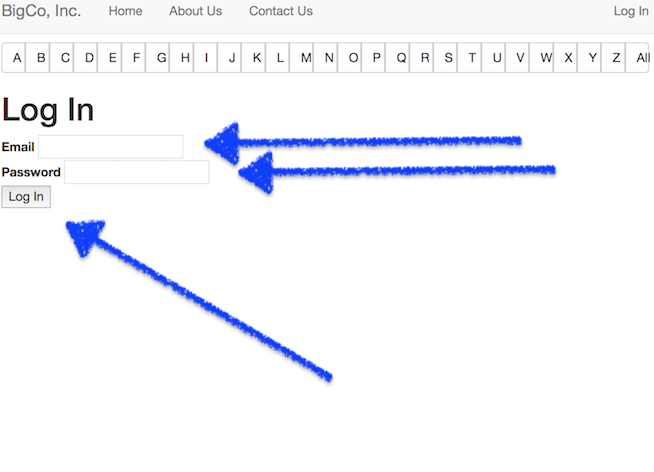 BigCo, Inc. Home About Us Contact Us Log In
A B C D E F G H I J K L M N O P Q R S T U V W X Y Z All
Log In
Email
Password
Log In